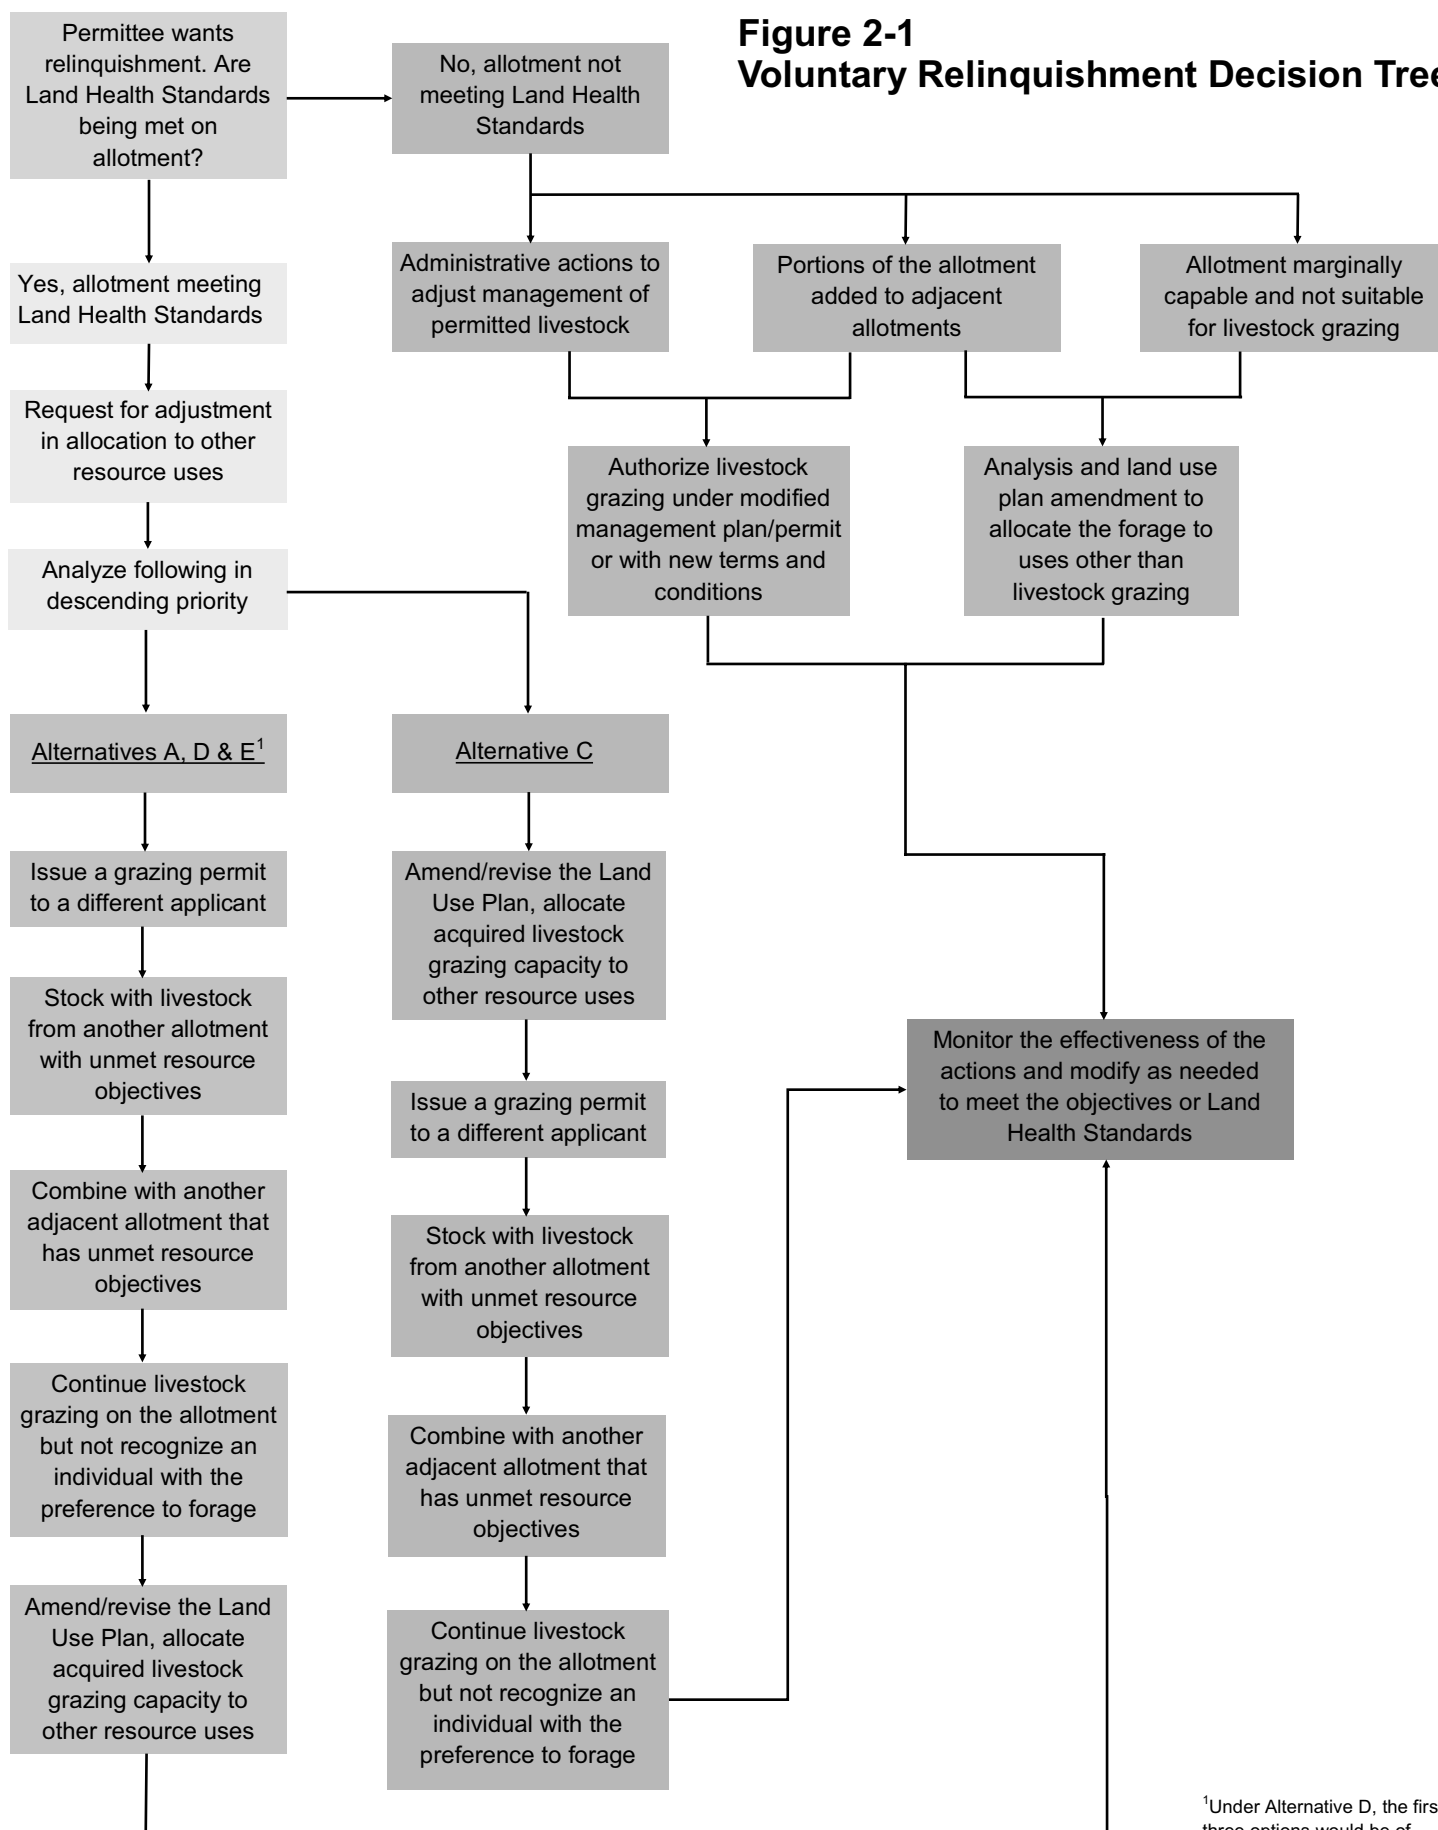 Figure 2-1
Voluntary Relinquishment Decision Tree
Permittee wants
relinquishment. Are
Land Health Standards
being met on
allotment?
No, allotment not
meeting Land Health
Standards
Yes, allotment meeting
Land Health Standards
Administrative actions to
adjust management of
permitted livestock
Portions of the allotment
added to adjacent
allotments
Allotment marginally
capable and not suitable
for livestock grazing
Request for adjustment
in allocation to other
resource uses
Authorize livestock
grazing under modified
management plan/permit
or with new terms and
conditions
Analysis and land use
plan amendment to
allocate the forage to
uses other than
livestock grazing
Analyze following in
descending priority
Alternatives A, D & E1
Alternative C
Issue a grazing permit
to a different applicant
Stock with livestock
from another allotment
with unmet resource
objectives
Combine with another
adjacent allotment that
has unmet resource
objectives
Continue livestock
grazing on the allotment
but not recognize an
individual with the
preference to forage
Amend/revise the Land
Use Plan, allocate
acquired livestock
grazing capacity to
other resource uses
Amend/revise the Land
Use Plan, allocate
acquired livestock
grazing capacity to
other resource uses
Issue a grazing permit
to a different applicant
Stock with livestock
from another allotment
with unmet resource
objectives
Combine with another
adjacent allotment that
has unmet resource
objectives
Continue livestock
grazing on the allotment
but not recognize an
individual with the
preference to forage
Monitor the effectiveness of the
actions and modify as needed
to meet the objectives or Land
Health Standards
1Under Alternative D, the firs
three options would be of